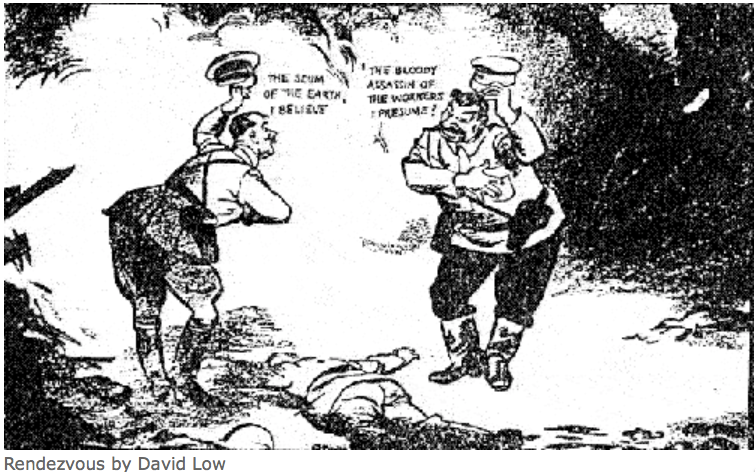 THE SCUM
OF THE EARTH,
I BELIEVE
THE BLOODY
ASSASSIN OF
THE WORKERS
I PRESUME?
Rendezvous by David Low